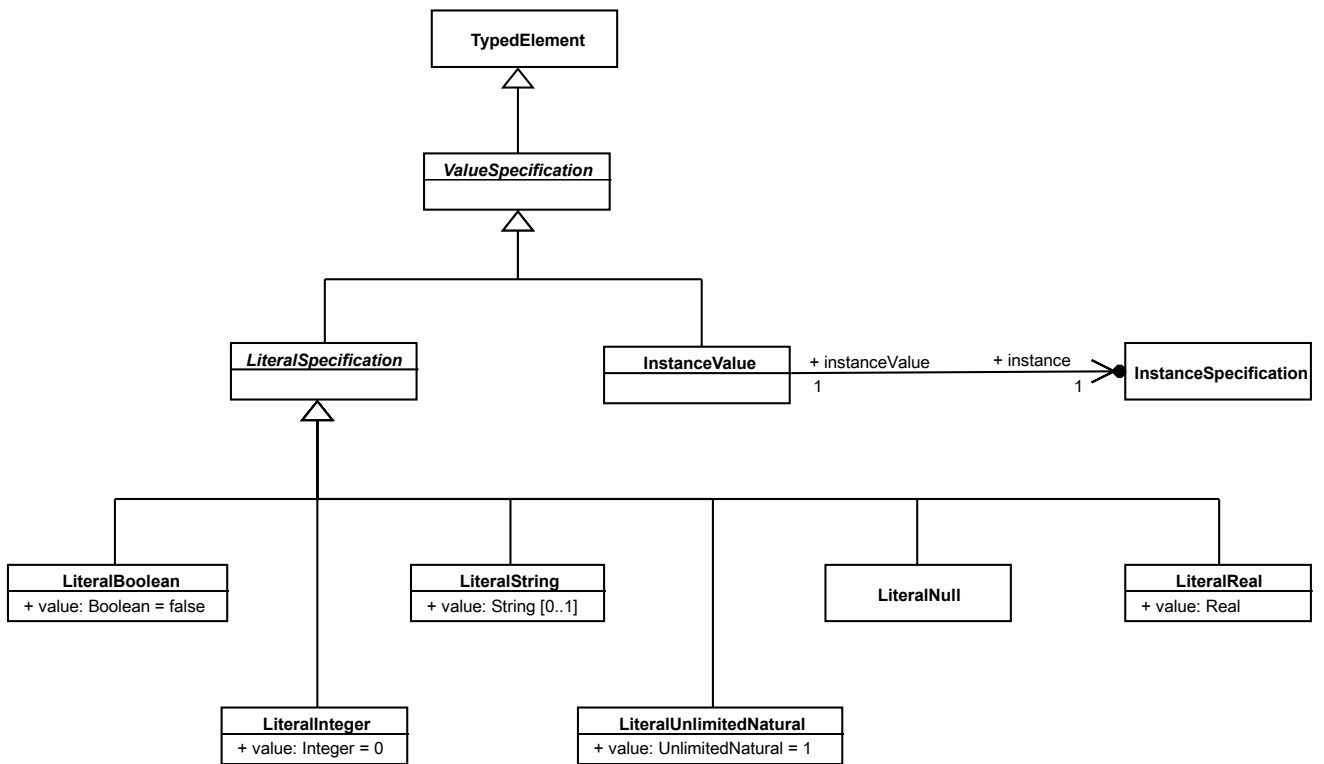 TypedElement
ValueSpecification
LiteralSpecification
InstanceValue
+ instanceValue
+ instance
1
1
InstanceSpecification
LiteralBoolean
+ value: Boolean = false
LiteralString
+ value: String [0..1]
LiteralNull
LiteralReal
+ value: Real
LiteralInteger
+ value: Integer = 0
LiteralUnlimitedNatural
+ value: UnlimitedNatural = 1